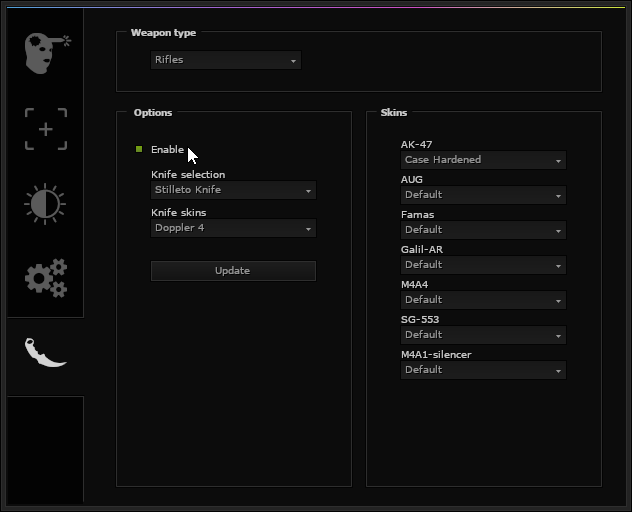 Weapon type
Rifles
Options
Enable
Knife selection
Stilleto Knife
Knife skins
Doppler 4
Update
Skins
AK-47
Case Hardened
AUG
Default
Famas
Default
Galil-AR
Default
M4A4
Default
SG-553
Default
M4A1-silencer
Default